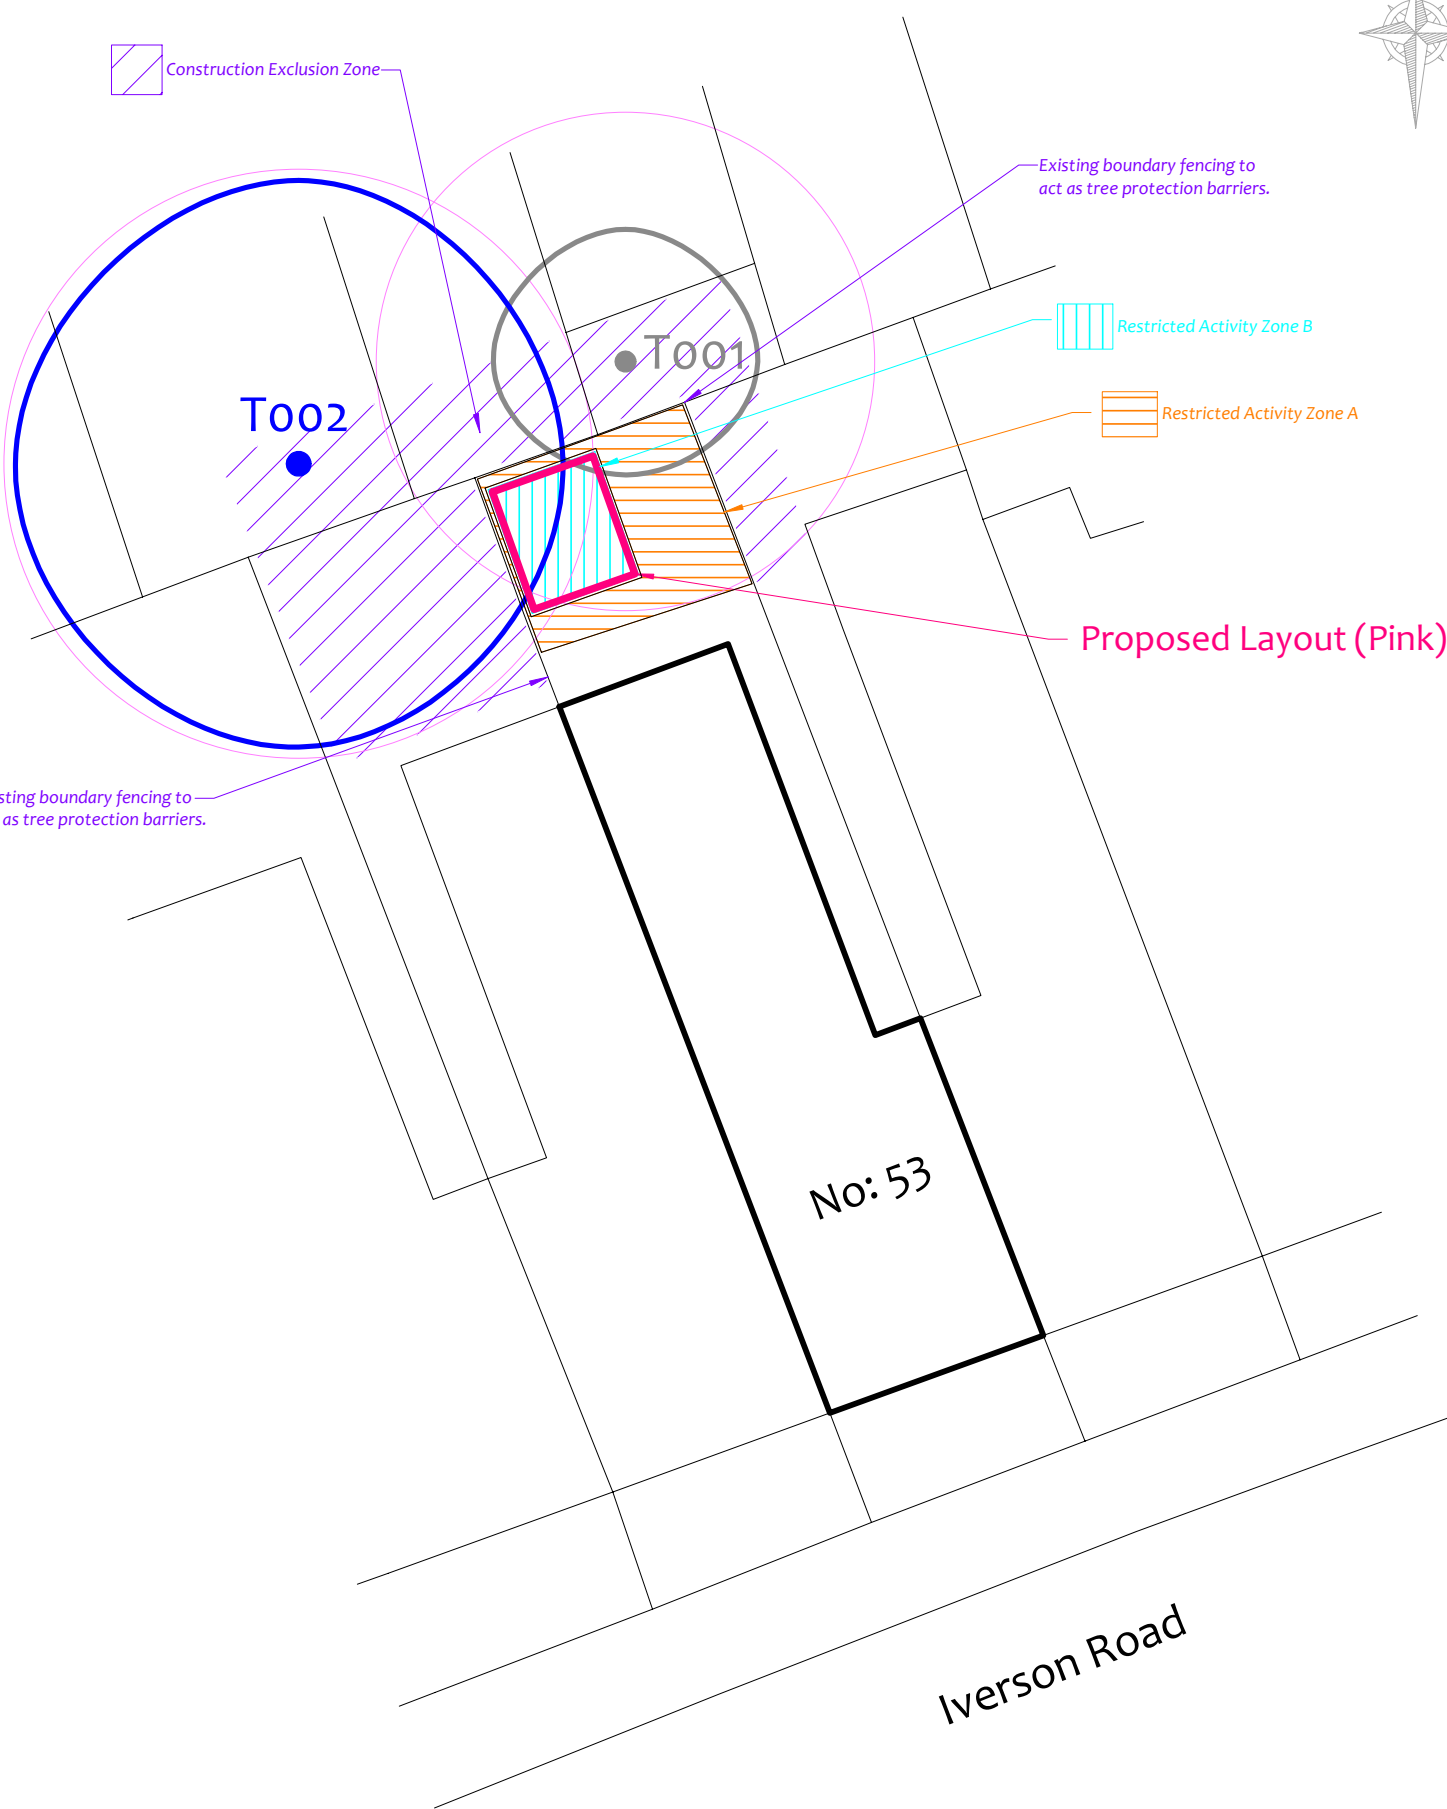 Construction Exclusion Zone
Existing boundary fencing to
act as tree protection barriers.
Restricted Activity Zone B
T001
Restricted Activity Zone A
T002
Proposed Layout (Pink)
sting boundary fencing to
as tree protection barriers.
No: 53
Iverson Road